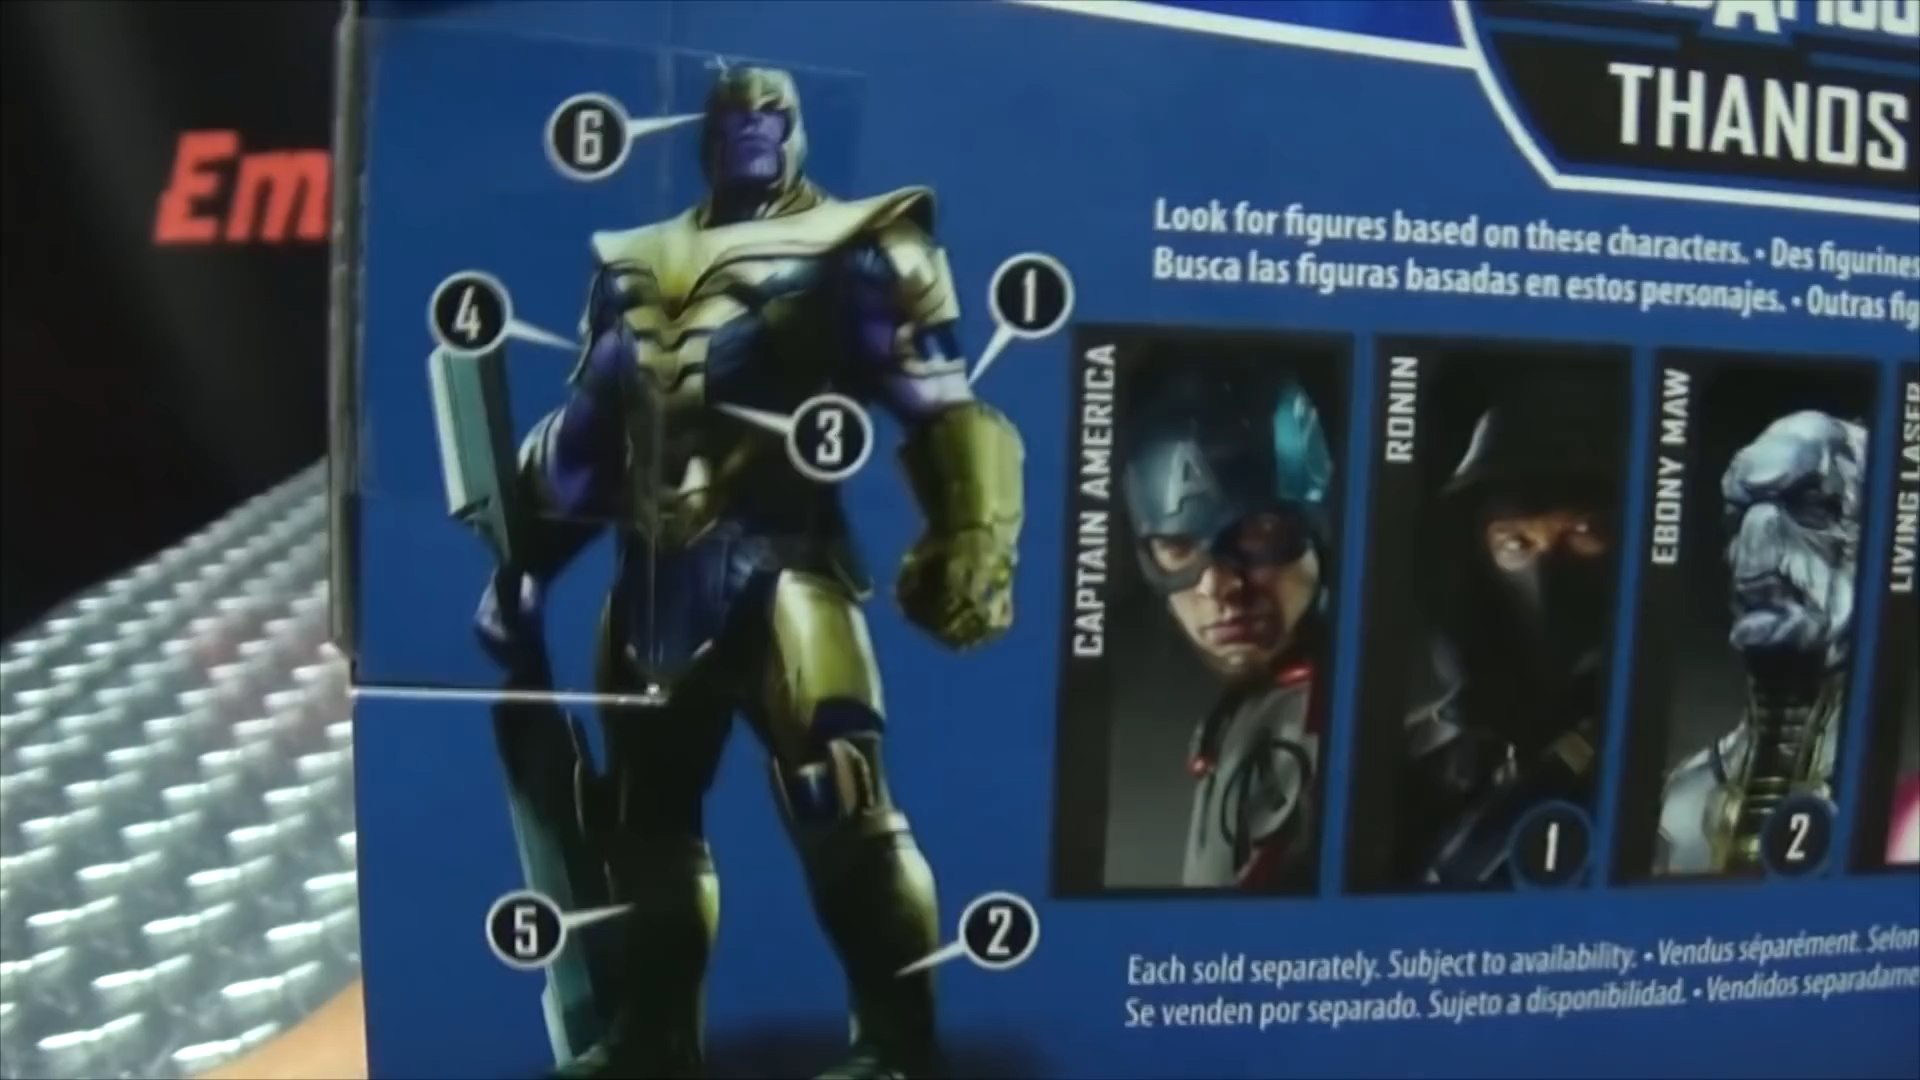 THANOS
Em
Look for figures based on these characters. • Des figurines
Busca las figuras basadas en estos personajes. • Outras fig
6
4
1
3
5
2
CAPTAIN AMERICA
RONIN
1
EBONY MAW
2
LIVING LASER
Each sold separately. Subject to availability. • Vendus séparément. Selon
Se venden por separado. Sujeto a disponibilidad. • Vendidos separadame